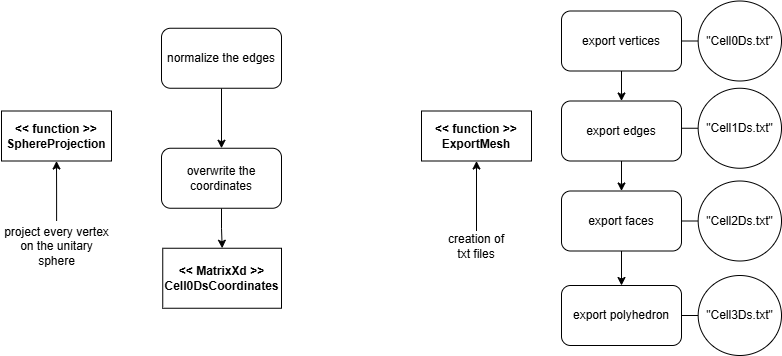 << function >>
SphereProjection
project every vertex
on the unitary
sphere
normalize the edges
overwrite the
coordinates
<< MatrixXd >>
Cell0DsCoordinates
<< function >>
ExportMesh
creation of
txt files
export vertices
"Cell0Ds.txt"
export edges
"Cell1Ds.txt"
export faces
"Cell2Ds.txt"
export polyhedron
"Cell3Ds.txt"